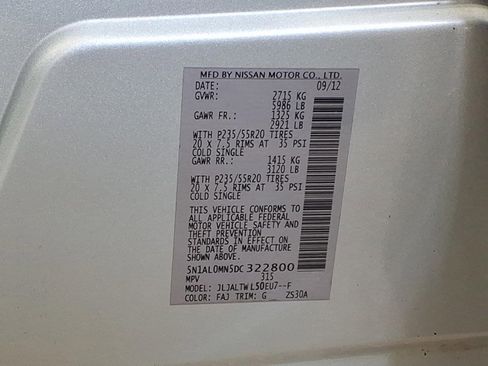 MFD BY NISSAN MOTOR CO., LTD.
DATE: 09/12
GVWR: 2715 KG
5986 LB
GAWR FR.: 1325 KG
2921 LB
WITH P235/55R20 TIRES
20 X 7.5 RIMS AT 35 PSI
COLD SINGLE
GAWR RR.: 1415 KG
3120 LB
WITH P235/55R20 TIRES
20 X 7.5 RIMS AT 35 PSI
COLD SINGLE
THIS VEHICLE CONFORMS TO
ALL APPLICABLE FEDERAL
MOTOR VEHICLE SAFETY AND
THEFT PREVENTION
STANDARDS IN EFFECT ON
THE DATE OF MANUFACTURE
SHOWN ABOVE.
5N1AL0MN5DC322800
MPV 315
MODEL: JLJALTWL50EU7--F
COLOR: FAJ TRIM: G _ ZS30A